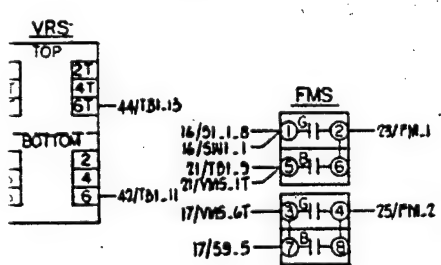 VRS
TOP
2T
4T
6T
44/TB1-13
BOTTOM
2
4
6
42/TB1-11
FMS
16/S1-1-8
16/SW1-1
1 G 2
23/FM-1
21/TB1-9
21/VMS-1T
5 B 6
17/VMS-6T
3 G 4
25/FM-2
17/S9-5
7 B 8